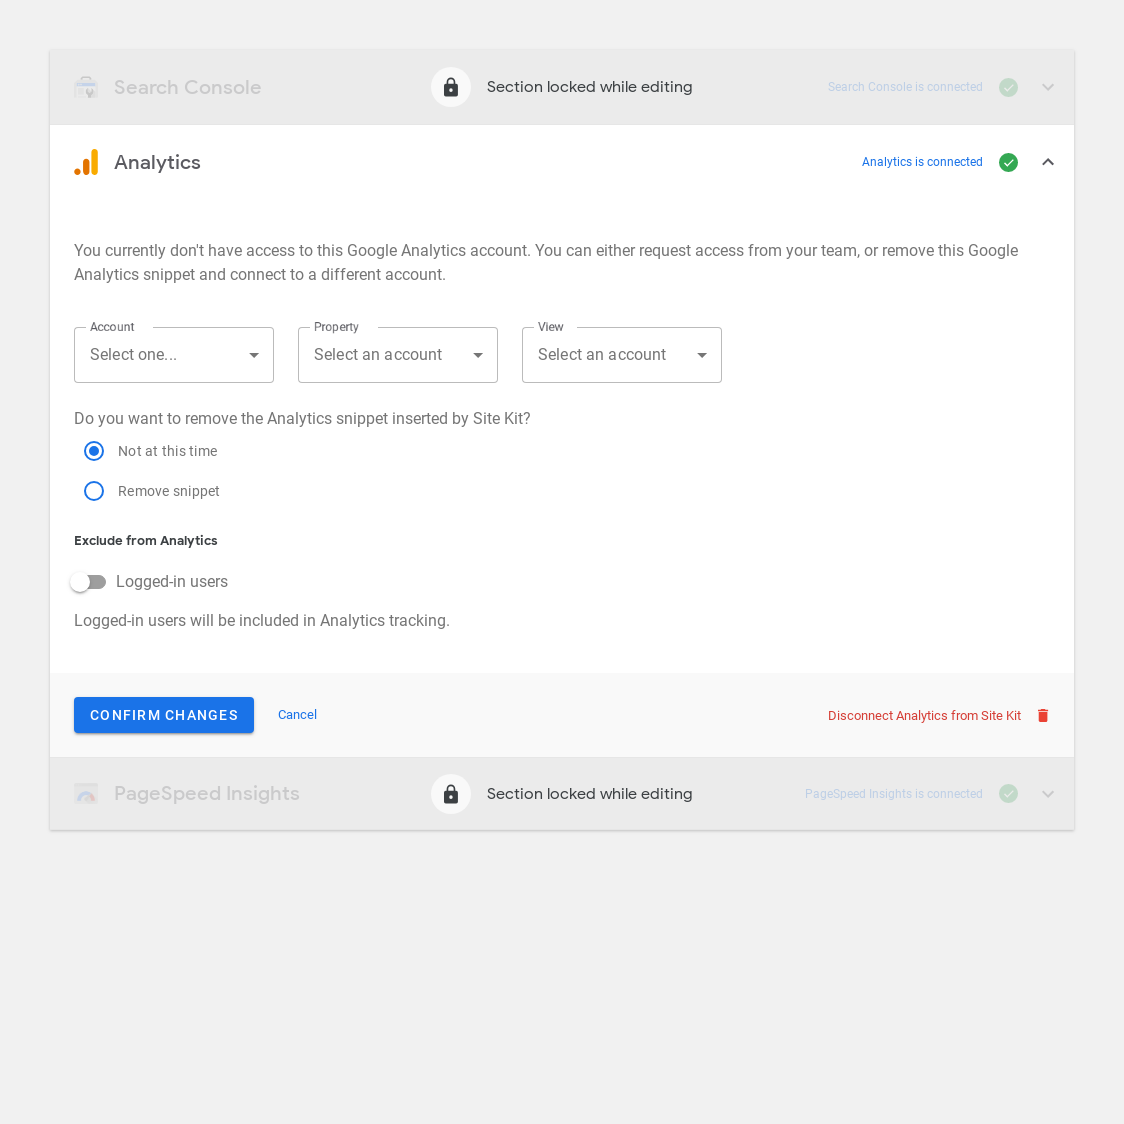 Search Console
Section locked while editing
Search Console is connected
Analytics
Analytics is connected
You currently don't have access to this Google Analytics account. You can either request access from your team, or remove this Google
Analytics snippet and connect to a different account.
Account
Select one...
Property
Select an account
View
Select an account
Do you want to remove the Analytics snippet inserted by Site Kit?
Not at this time
Remove snippet
Exclude from Analytics
Logged-in users
Logged-in users will be included in Analytics tracking.
CONFIRM CHANGES
Cancel
Disconnect Analytics from Site Kit
PageSpeed Insights
Section locked while editing
PageSpeed Insights is connected